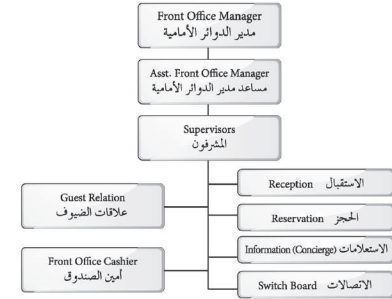 Front Office Manager
مدير الدوائر الأمامية
Asst. Front Office Manager
مساعد مدير الدوائر الأمامية
Supervisors
المشرفون
Guest Relation
علاقات الضيوف
Front Office Cashier
أمين الصندوق
Reception الاستقبال
Reservation الحجز
Information (Concierge) الاستعلامات
Switch Board الاتصالات